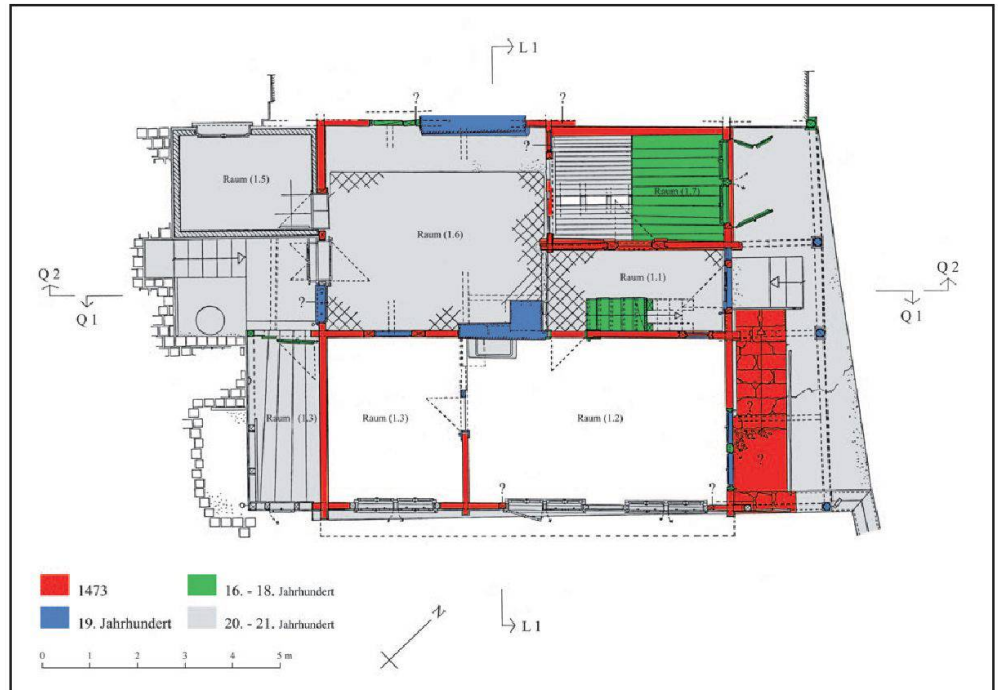 L 1
?
?
?
Raum (1.5)
Raum (1.7)
Raum (1.6)
Raum (1.1)
Q 2
Q 1
Q 2
Q 1
?
Raum (1.3)
Raum (1.3)
Raum (1.2)
?
?
?
?
1473
16. - 18. Jahrhundert
19. Jahrhundert
20. - 21. Jahrhundert
N
L 1
0 1 2 3 4 5 m